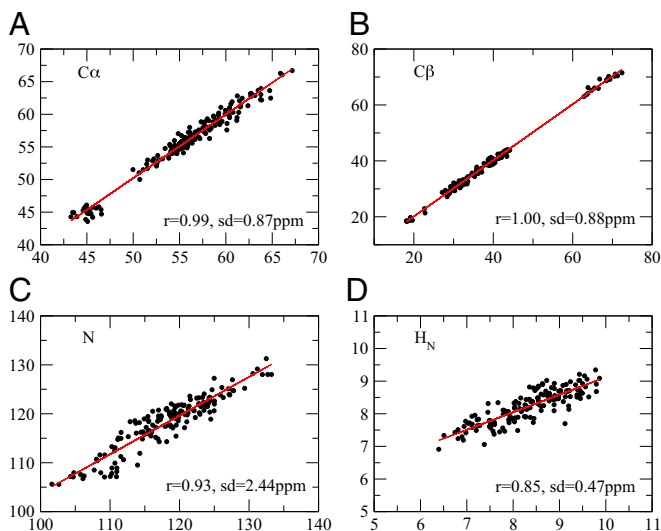 A
B
70
65
60
55
50
45
40
Cα
r=0.99, sd=0.87ppm
40 45 50 55 60 65 70
80
60
40
20
Cβ
r=1.00, sd=0.88ppm
20 40 60 80
C
D
140
130
120
110
100
N
r=0.93, sd=2.44ppm
100 110 120 130 140
11
10
9
8
7
6
5
H_N
r=0.85, sd=0.47ppm
5 6 7 8 9 10 11